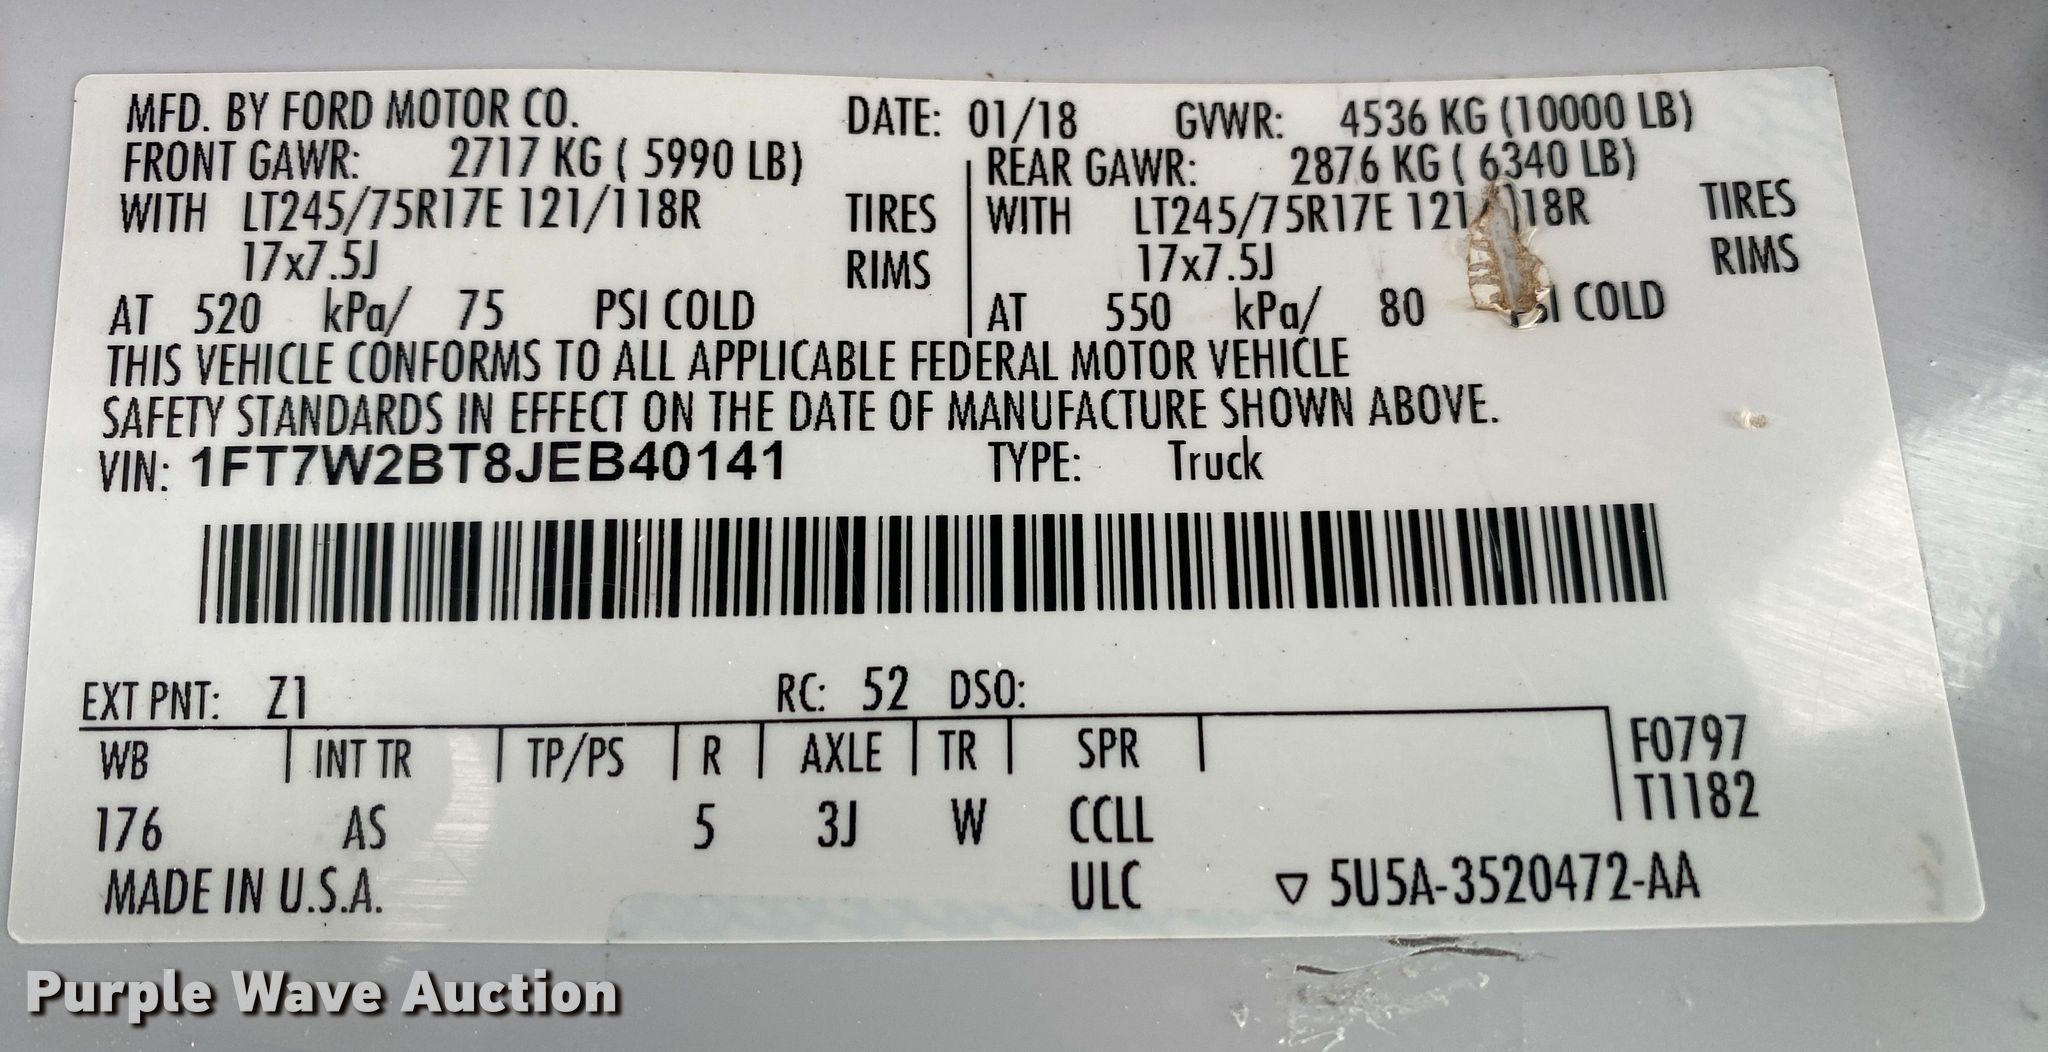 MFD. BY FORD MOTOR CO. DATE: 01/18 GVWR: 4536 KG (10000 LB)
FRONT GAWR: 2717 KG ( 5990 LB) REAR GAWR: 2876 KG ( 6340 LB)
WITH LT245/75R17E 121/118R TIRES WITH LT245/75R17E 121/118R TIRES
17x7.5J RIMS 17x7.5J RIMS
AT 520 kPa/ 75 PSI COLD AT 550 kPa/ 80 PSI COLD
THIS VEHICLE CONFORMS TO ALL APPLICABLE FEDERAL MOTOR VEHICLE
SAFETY STANDARDS IN EFFECT ON THE DATE OF MANUFACTURE SHOWN ABOVE.
VIN: 1FT7W2BT8JEB40141 TYPE: Truck
EXT PNT: Z1 RC: 52 DSO:
WB INT TR TP/PS R AXLE TR SPR F0797
T1182
176 AS 5 3J W CCLL
MADE IN U.S.A. ULC ▽ 5U5A-3520472-AA
Purple Wave Auction